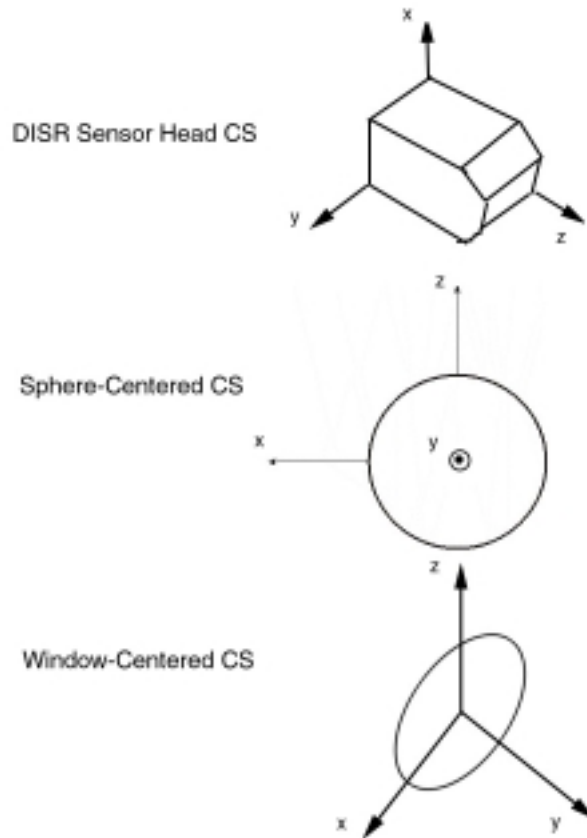 x
DISR Sensor Head CS
y
z
z
Sphere-Centered CS
x
y
z
Window-Centered CS
x
y